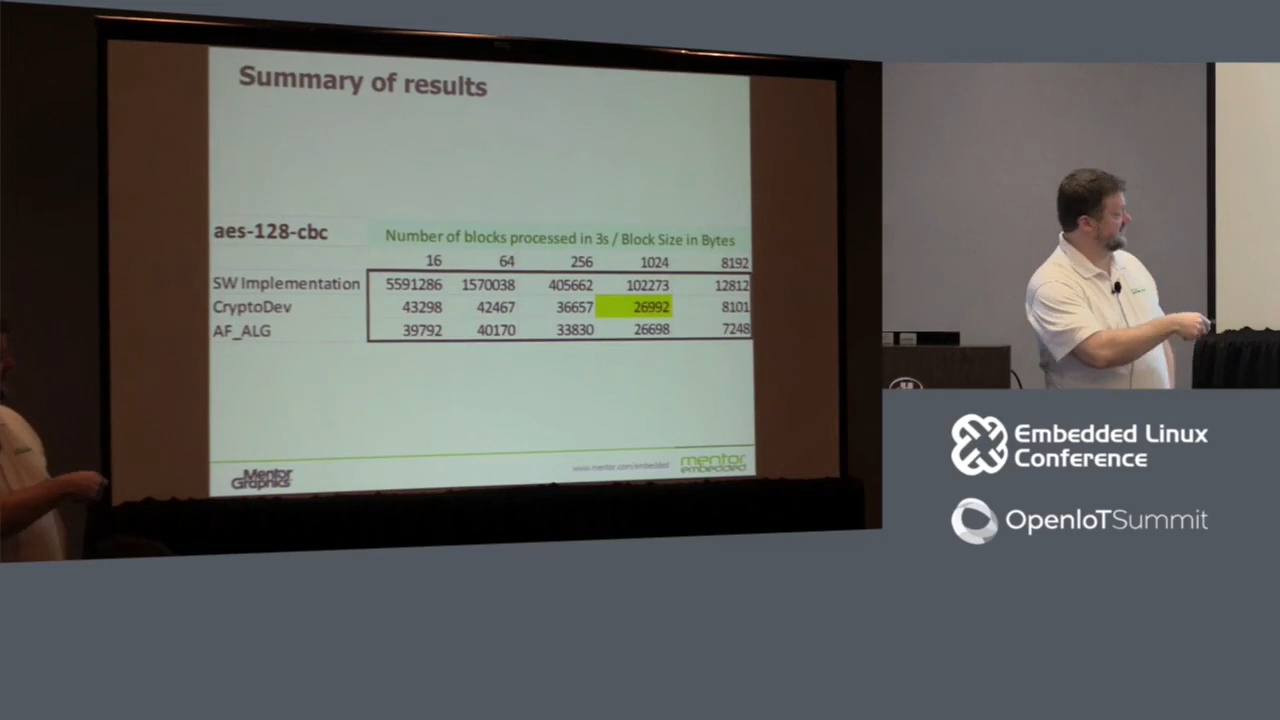 Summary of results
aes-128-cbc
Number of blocks processed in 3s / Block Size in Bytes
16 64 256 1024 8192
SW Implementation 5591286 1570038 405662 102273 12812
CryptoDev 43298 42467 36657 26992 8101
AF_ALG 39792 40170 33830 26698 7248
Mentor
Graphics
www.mentor.com/embedded
mentor
embedded
Embedded Linux
Conference
OpenIoTSummit